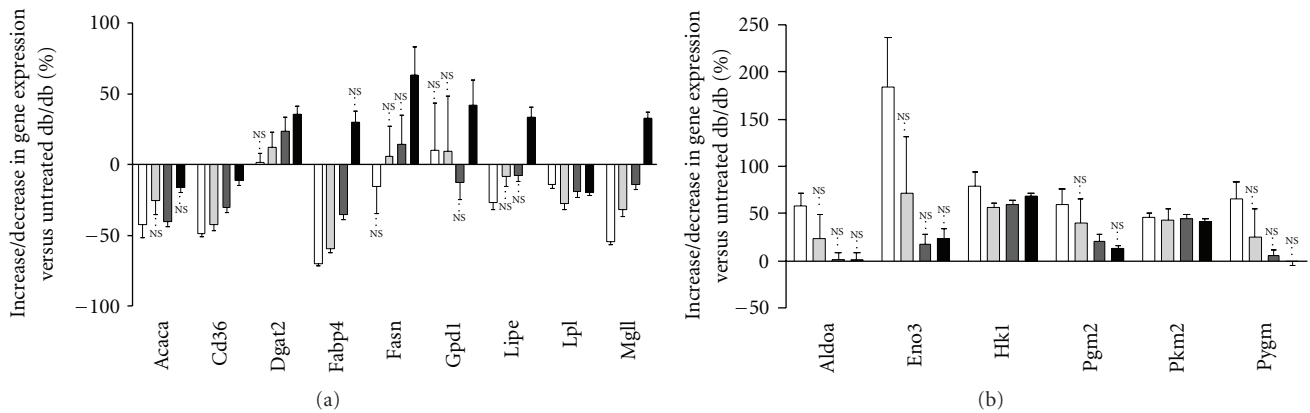 Increase/decrease in gene expression
versus untreated db/db (%)
100
50
0
−50
−100
NS
NS
NS
NS
NS
NS
NS
NS
NS
NS
NS
NS
Acaca
Cd36
Dgat2
Fabp4
Fasn
Gpd1
Lipe
Lpl
Mgll
(a)
Increase/decrease in gene expression
versus untreated db/db (%)
250
200
150
100
50
0
−50
NS
NS
NS
NS
NS
NS
NS
NS
NS
NS
NS
Aldoa
Eno3
Hk1
Pgm2
Pkm2
Pygm
(b)